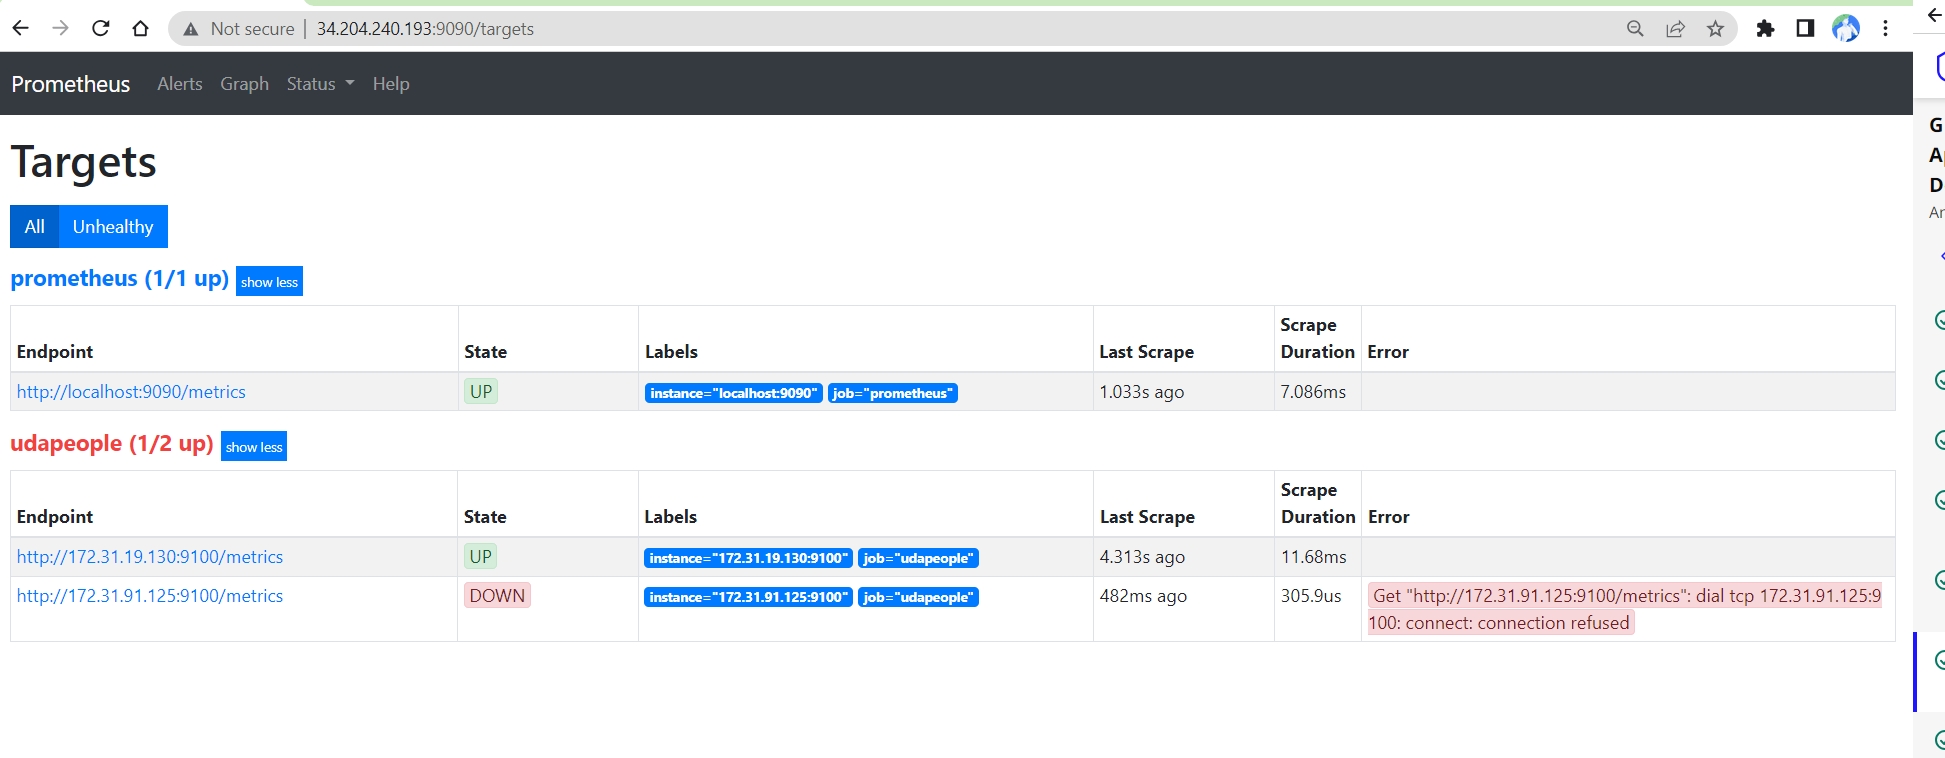 Not secure | 34.204.240.193:9090/targets
Prometheus Alerts Graph Status Help
Targets
All Unhealthy
prometheus (1/1 up) show less
Endpoint State Labels Last Scrape Scrape Duration Error
http://localhost:9090/metrics UP instance="localhost:9090" job="prometheus" 1.033s ago 7.086ms
udapeople (1/2 up) show less
Endpoint State Labels Last Scrape Scrape Duration Error
http://172.31.19.130:9100/metrics UP instance="172.31.19.130:9100" job="udapeople" 4.313s ago 11.68ms
http://172.31.91.125:9100/metrics DOWN instance="172.31.91.125:9100" job="udapeople" 482ms ago 305.9us Get "http://172.31.91.125:9100/metrics": dial tcp 172.31.91.125:9
100: connect: connection refused
G
D